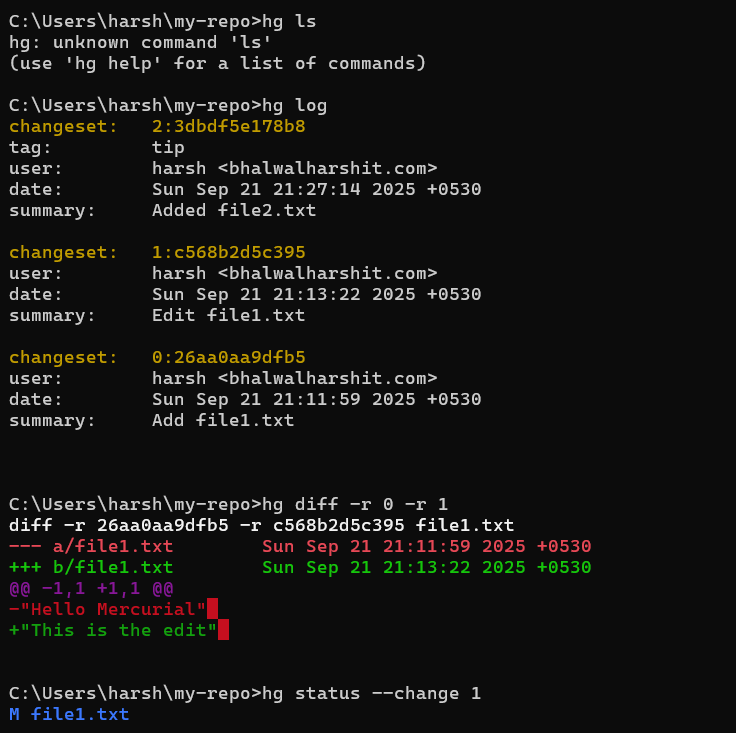 C:\Users\harsh\my-repo>hg ls
hg: unknown command 'ls'
(use 'hg help' for a list of commands)
C:\Users\harsh\my-repo>hg log
changeset:   2:3dbdf5e178b8
tag:         tip
user:        harsh <bhalwalharshit.com>
date:        Sun Sep 21 21:27:14 2025 +0530
summary:     Added file2.txt
changeset:   1:c568b2d5c395
user:        harsh <bhalwalharshit.com>
date:        Sun Sep 21 21:13:22 2025 +0530
summary:     Edit file1.txt
changeset:   0:26aa0aa9dfb5
user:        harsh <bhalwalharshit.com>
date:        Sun Sep 21 21:11:59 2025 +0530
summary:     Add file1.txt
C:\Users\harsh\my-repo>hg diff -r 0 -r 1
diff -r 26aa0aa9dfb5 -r c568b2d5c395 file1.txt
--- a/file1.txt        Sun Sep 21 21:11:59 2025 +0530
+++ b/file1.txt        Sun Sep 21 21:13:22 2025 +0530
@@ -1,1 +1,1 @@
-"Hello Mercurial"
+"This is the edit"
C:\Users\harsh\my-repo>hg status --change 1
M file1.txt